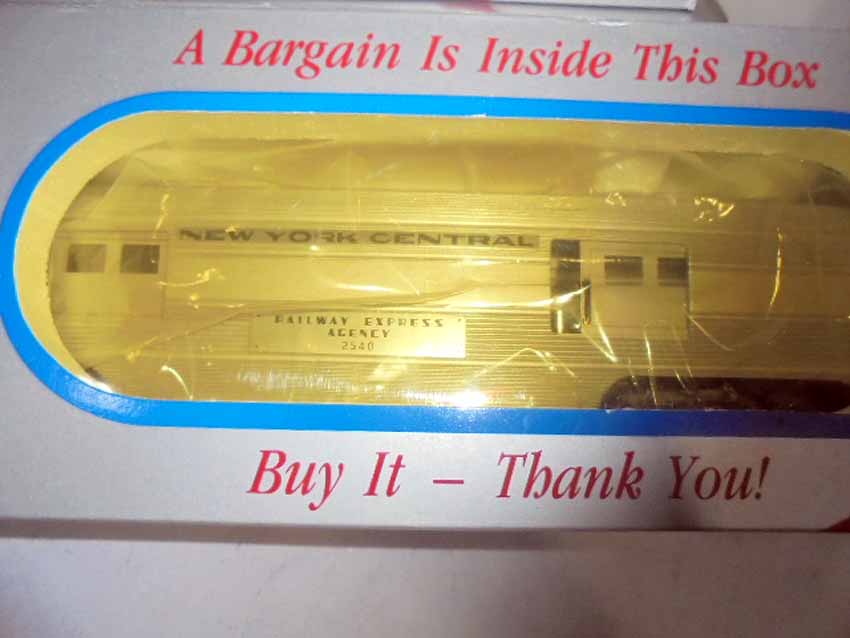 A Bargain Is Inside This Box
NEW YORK CENTRAL
RAILWAY EXPRESS
AGENCY
2540
Buy It – Thank You!